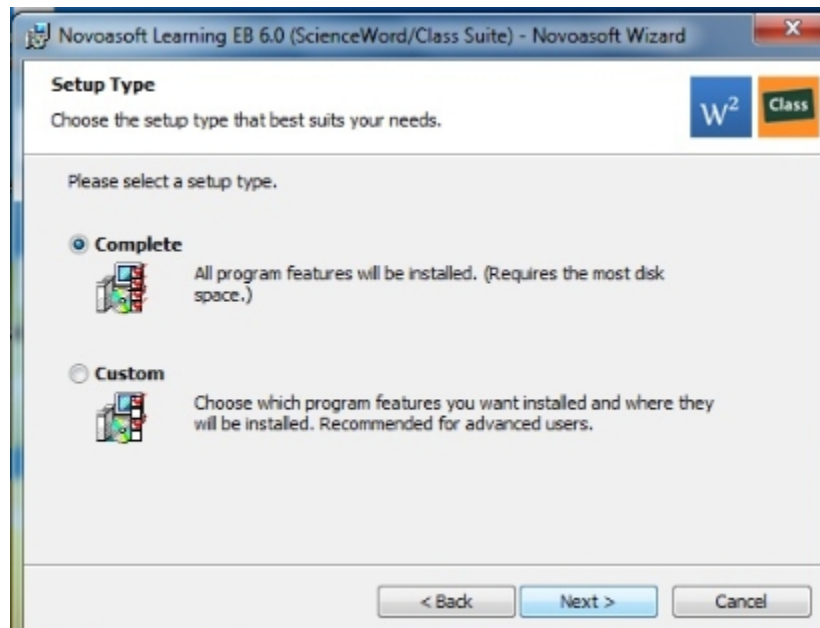 Novoasoft Learning EB 6.0 (ScienceWord/Class Suite) - Novoasoft Wizard
Setup Type
Choose the setup type that best suits your needs.
W²
Class
Please select a setup type.
Complete
All program features will be installed. (Requires the most disk
space.)
Custom
Choose which program features you want installed and where they
will be installed. Recommended for advanced users.
< Back
Next >
Cancel